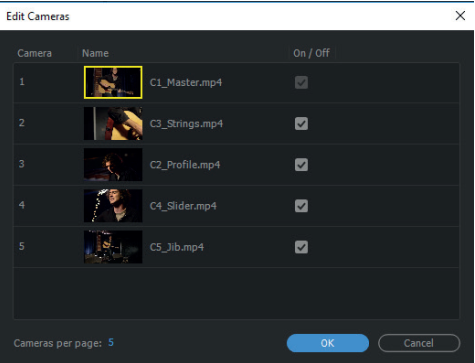 Edit Cameras
Camera Name On / Off
1 C1_Master.mp4
2 C3_Strings.mp4
3 C2_Profile.mp4
4 C4_Slider.mp4
5 C5_Jib.mp4
Cameras per page: 5 OK Cancel